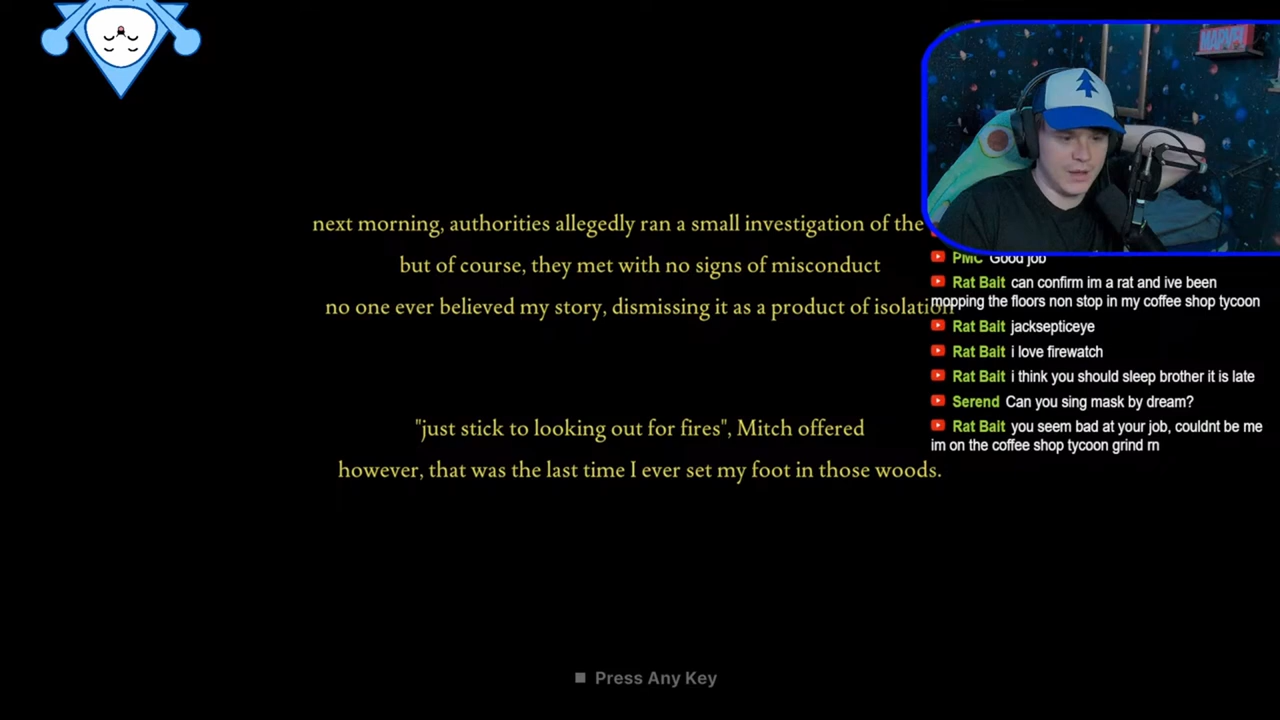 MARVEL
next morning, authorities allegedly ran a small investigation of the
but of course, they met with no signs of misconduct
no one ever believed my story, dismissing it as a product of isolation
"just stick to looking out for fires", Mitch offered
however, that was the last time I ever set my foot in those woods.
Press Any Key
PMC Good job
Rat Bait can confirm im a rat and ive been
mopping the floors non stop in my coffee shop tycoon
Rat Bait jacksepticeye
Rat Bait i love firewatch
Rat Bait i think you should sleep brother it is late
Serend Can you sing mask by dream?
Rat Bait you seem bad at your job, couldnt be me
im on the coffee shop tycoon grind rn